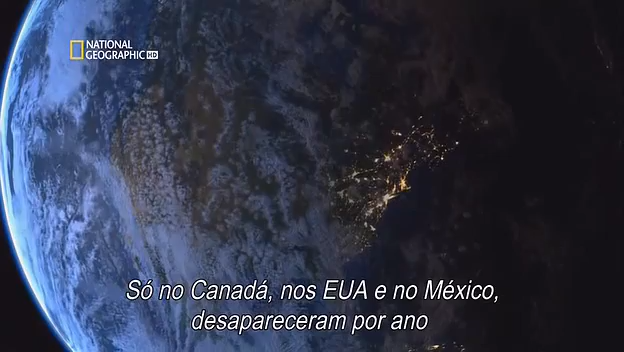 NATIONAL
GEOGRAPHIC HD
Só no Canadá, nos EUA e no México,
desapareceram por ano